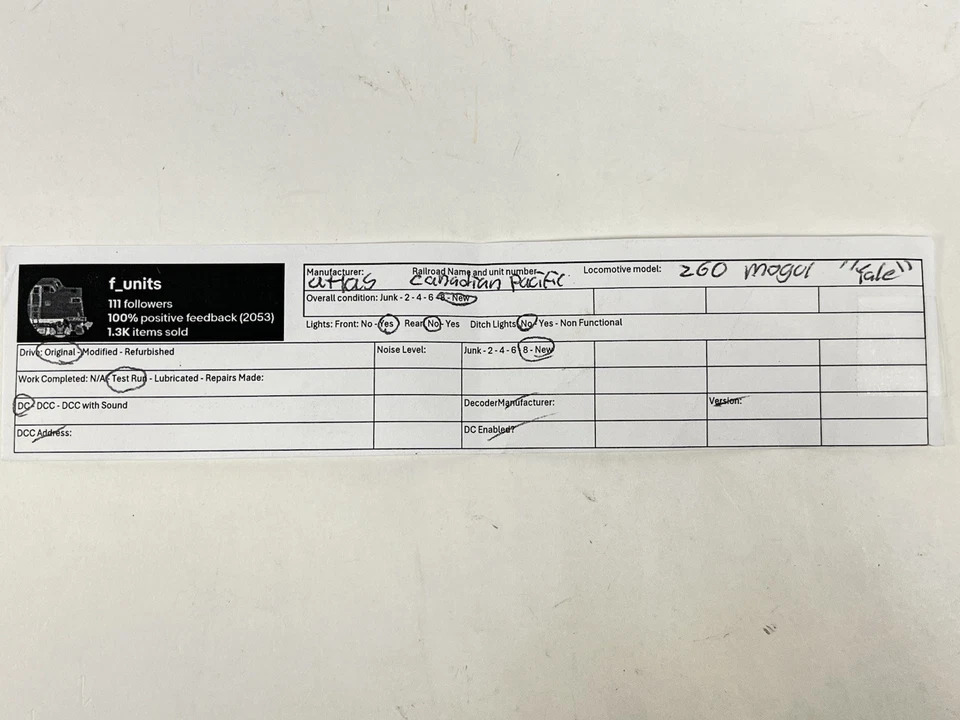 f_units
111 followers
100% positive feedback (2053)
1.3K items sold
Manufacturer: Railroad Name and unit number Locomotive model:
atlas Canadian Pacific 260 mogul "Yale"
Overall condition: Junk - 2 - 4 - 6 - 8 - New
Lights: Front: No - Yes Rear: No - Yes Ditch Lights: No - Yes - Non Functional
Drive: Original - Modified - Refurbished Noise Level: Junk - 2 - 4 - 6 - 8 - New
Work Completed: N/A - Test Run - Lubricated - Repairs Made:
DC - DCC - DCC with Sound Decoder Manufacturer: Version:
DCC Address: DC Enabled?